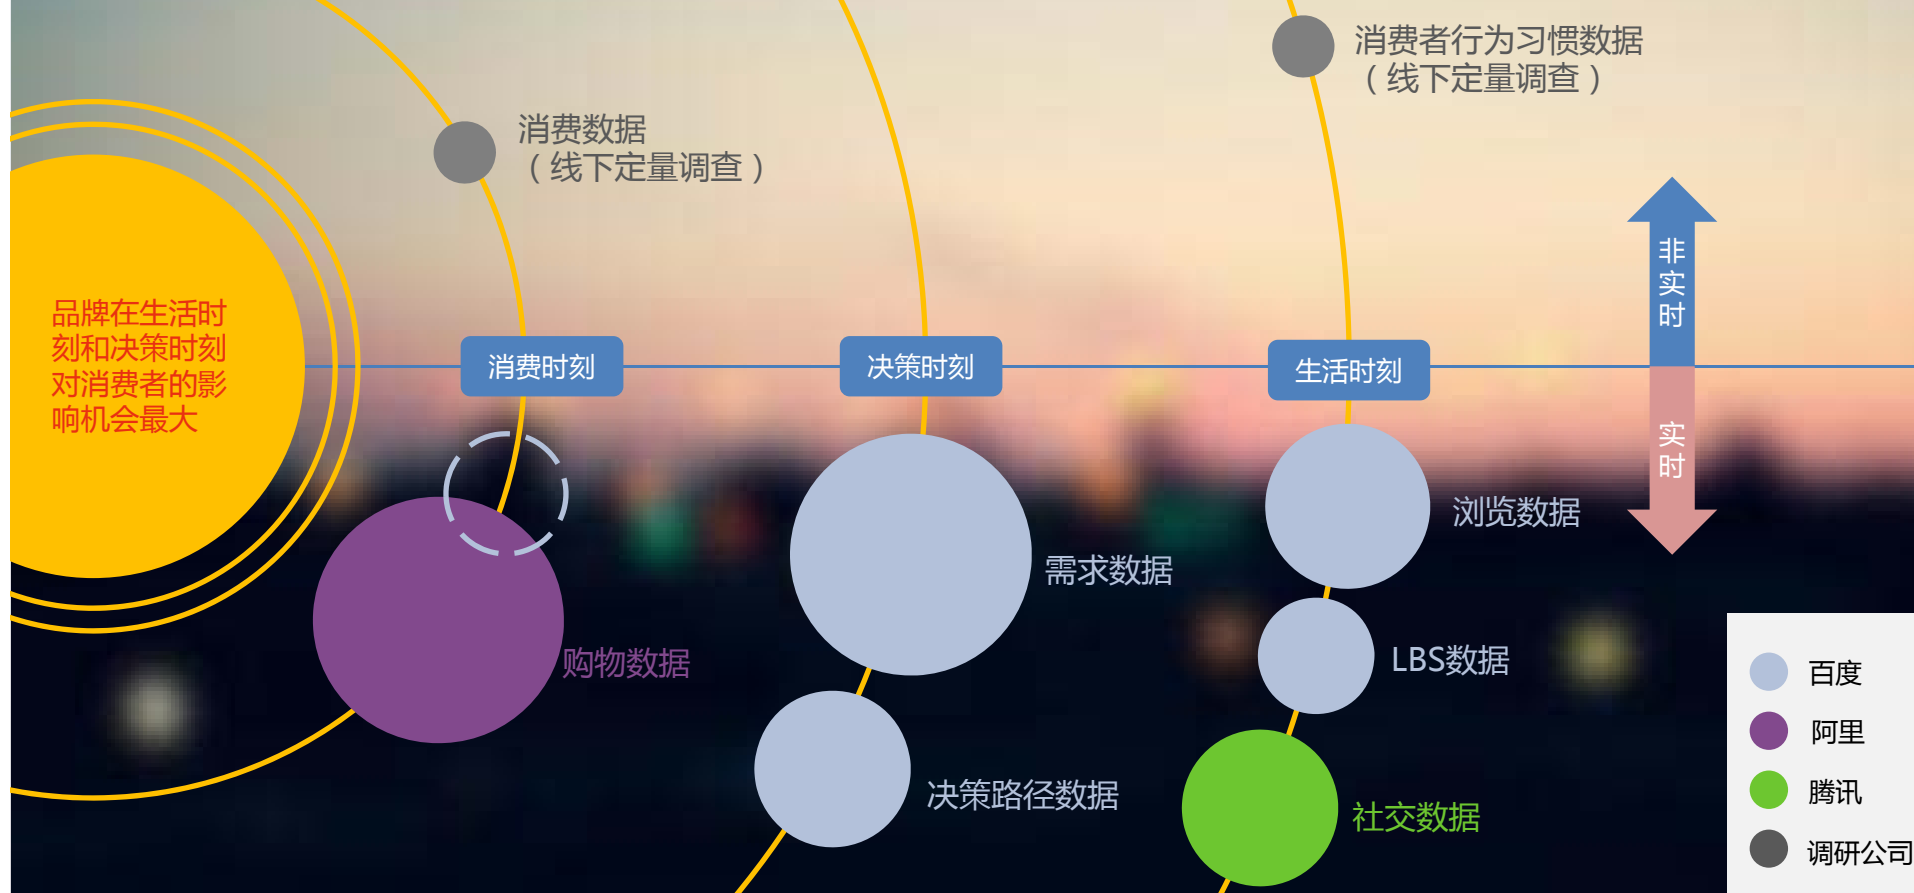 消费者行为习惯数据
（线下定量调查）
消费数据
（线下定量调查）
非
实
时
品牌在生活时
刻和决策时刻
对消费者的影
响机会最大
消费时刻
决策时刻
生活时刻
实
时
浏览数据
需求数据
购物数据
LBS数据
决策路径数据
社交数据
百度
阿里
腾讯
调研公司